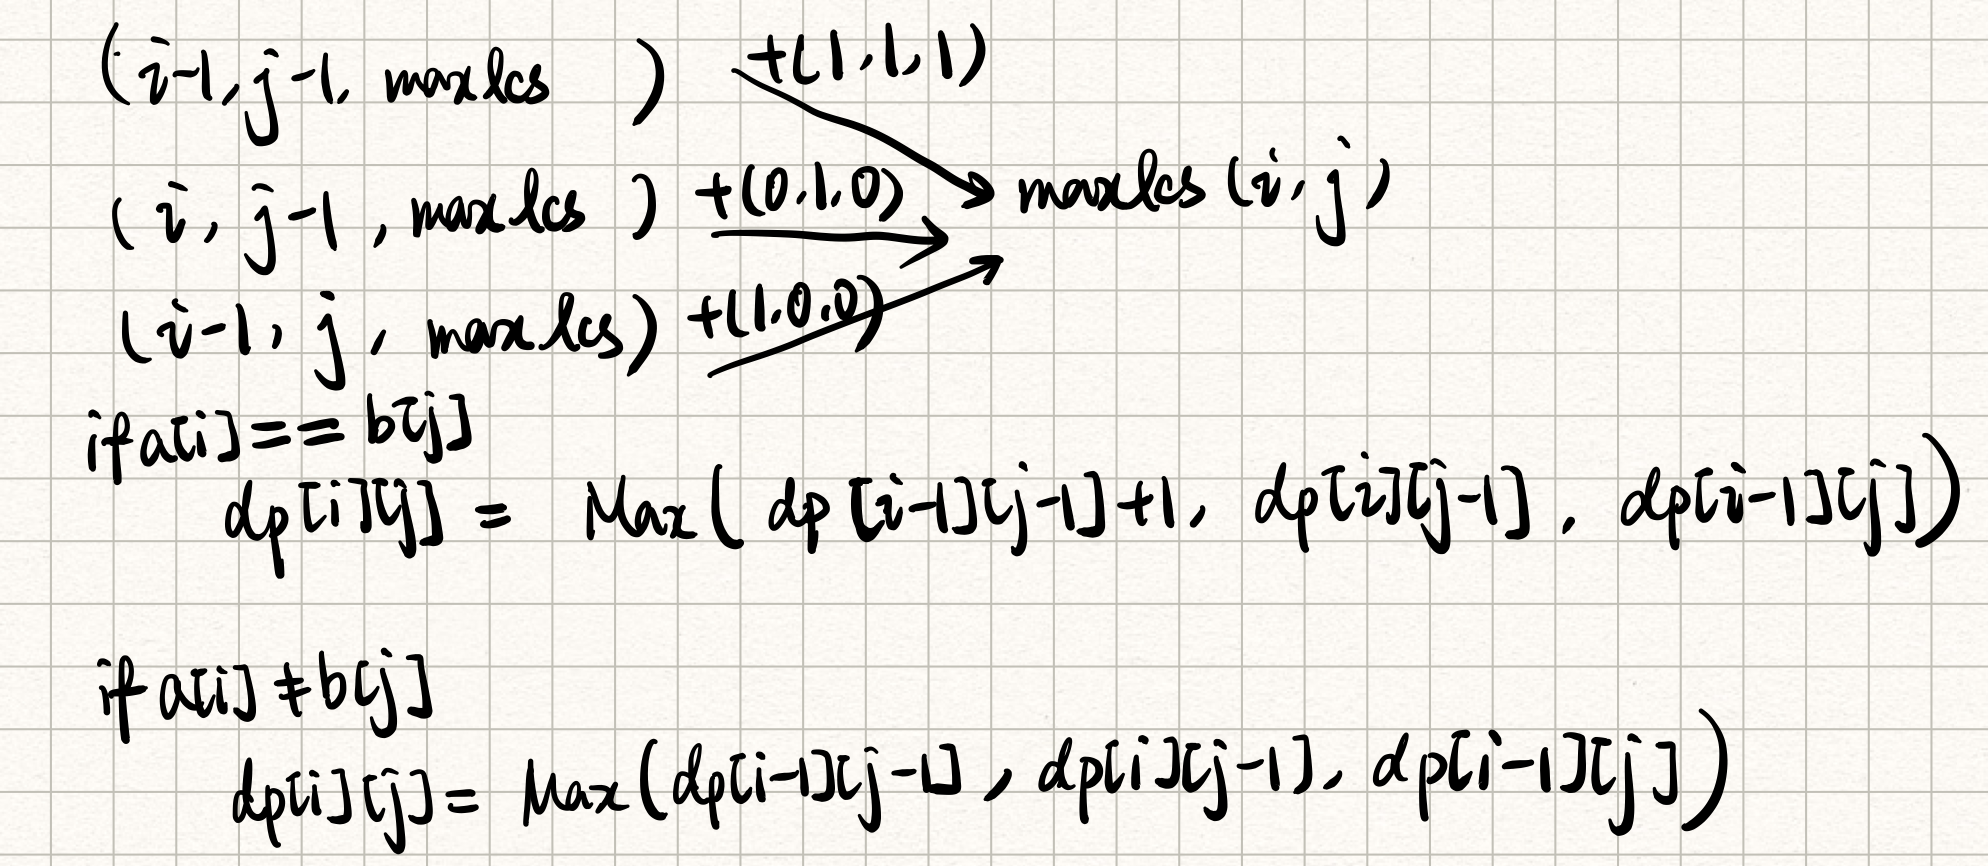 (i-1, j-1, maxlcs ) +(1,1,1)
(i, j-1, maxlcs ) +(0,1,0) maxlcs (i, j)
(i-1, j, maxlcs) +(1,0,0)
if a[i] == b[j]
dp[i][j] = Max( dp[i-1][j-1]+1, dp[i][j-1], dp[i-1][j])
if a[i] ≠ b[j]
dp[i][j] = Max(dp[i-1][j-1], dp[i][j-1], dp[i-1][j])